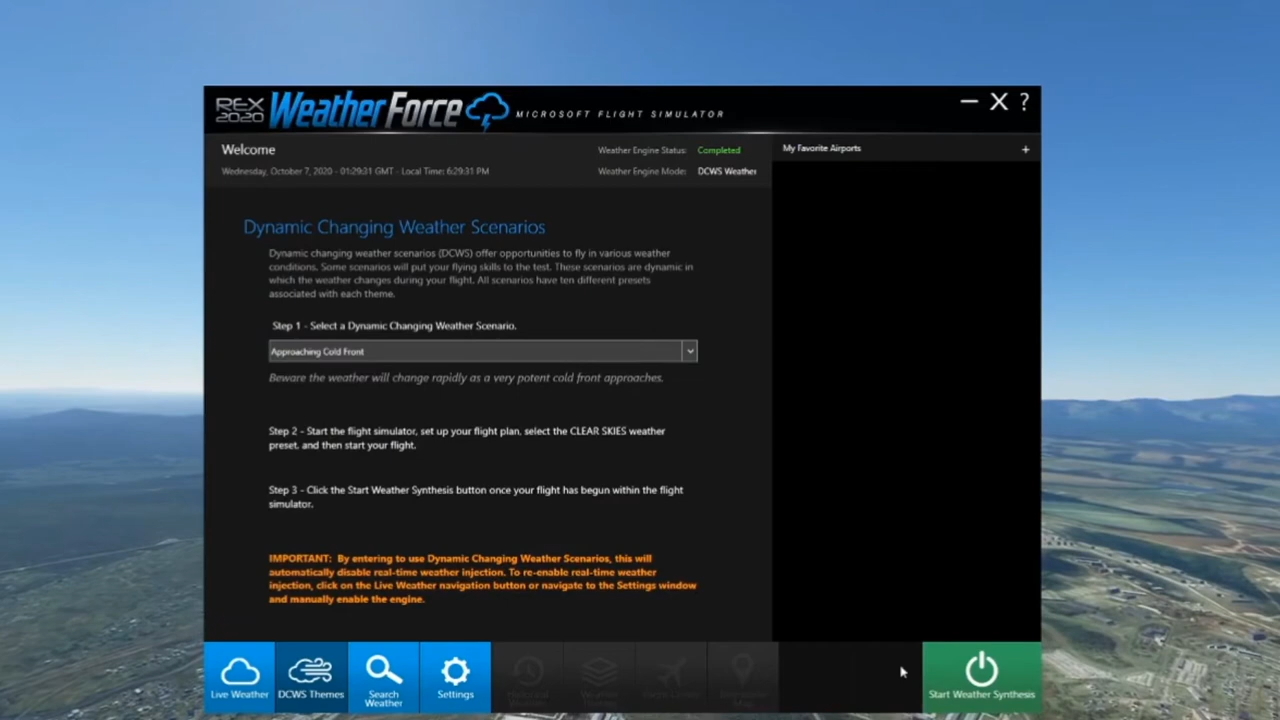 REX 2020 WeatherForce MICROSOFT FLIGHT SIMULATOR
Welcome
Wednesday, October 7, 2020 - 01:29:31 GMT - Local Time: 6:29:31 PM
Weather Engine Status: Completed
Weather Engine Mode: DCWS Weather
My Favorite Airports +
Dynamic Changing Weather Scenarios
Dynamic changing weather scenarios (DCWS) offer opportunities to fly in various weather
conditions. Some scenarios will put your flying skills to the test. These scenarios are dynamic in
which the weather changes during your flight. All scenarios have ten different presets
associated with each theme.
Step 1 - Select a Dynamic Changing Weather Scenario.
Approaching Cold Front
Beware the weather will change rapidly as a very potent cold front approaches.
Step 2 - Start the flight simulator, set up your flight plan, select the CLEAR SKIES weather
preset, and then start your flight.
Step 3 - Click the Start Weather Synthesis button once your flight has begun within the flight
simulator.
IMPORTANT: By entering to use Dynamic Changing Weather Scenarios, this will
automatically disable real-time weather injection. To re-enable real-time weather
injection, click on the Live Weather navigation button or navigate to the Settings window
and manually enable the engine.
Live Weather
DCWS Themes
Search
Weather
Settings
Start Weather Synthesis